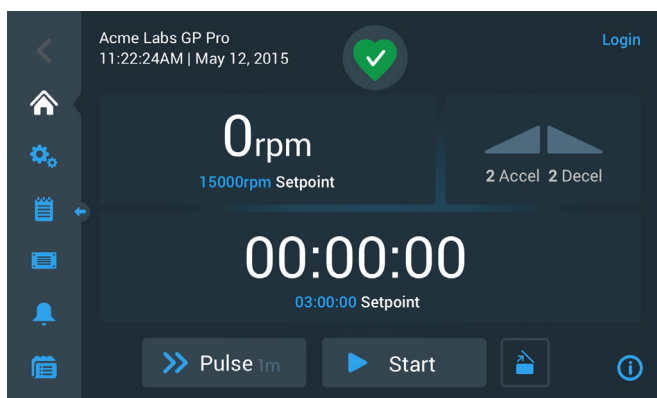 Acme Labs GP Pro
11:22:24AM | May 12, 2015
Login
0rpm
15000rpm Setpoint
2 Accel 2 Decel
00:00:00
03:00:00 Setpoint
Pulse 1m
Start